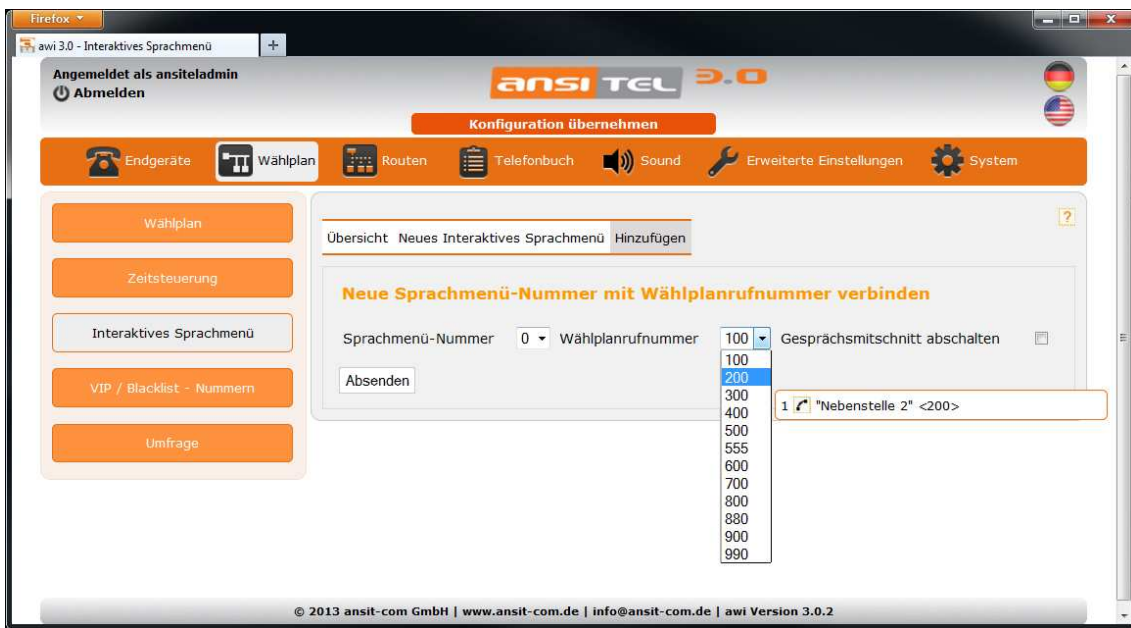 Firefox
awi 3.0 - Interaktives Sprachmenü
Angemeldet als ansiteladmin
Abmelden
ansi TEL 3.0
Konfiguration übernehmen
Endgeräte Wählplan Routen Telefonbuch Sound Erweiterte Einstellungen System
Wählplan
Zeitsteuerung
Interaktives Sprachmenü
VIP / Blacklist - Nummern
Umfrage
?
Übersicht Neues Interaktives Sprachmenü Hinzufügen
Neue Sprachmenü-Nummer mit Wählplanrufnummer verbinden
Sprachmenü-Nummer 0 Wählplanrufnummer 100 Gesprächsmitschnitt abschalten
Absenden
100
200
300
400
500
555
600
700
800
880
900
990
1 "Nebenstelle 2" <200>
© 2013 ansit-com GmbH | www.ansit-com.de | info@ansit-com.de | awi Version 3.0.2